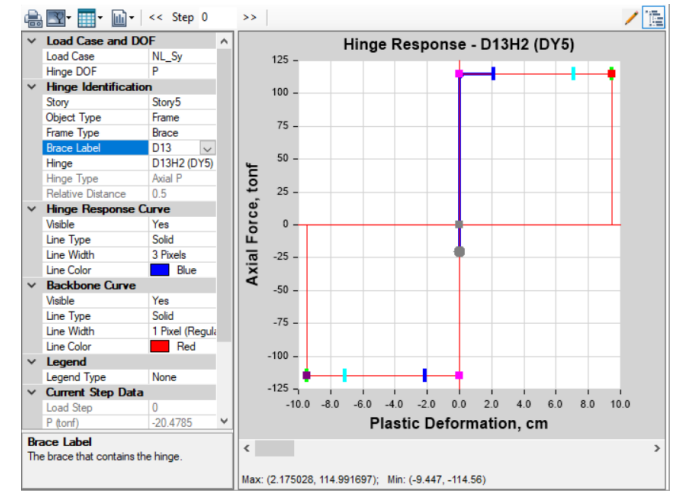 << Step 0 >>
Load Case and DOF
Load Case NL_Sy
Hinge DOF P
Hinge Identification
Story Story5
Object Type Frame
Frame Type Brace
Brace Label D13
Hinge D13H2 (DY5)
Hinge Type Axial P
Relative Distance 0.5
Hinge Response Curve
Visible Yes
Line Type Solid
Line Width 3 Pixels
Line Color Blue
Backbone Curve
Visible Yes
Line Type Solid
Line Width 1 Pixel (Regula
Line Color Red
Legend
Legend Type None
Current Step Data
Load Step 0
P (tonf) -20.4785
Brace Label
The brace that contains the hinge.
Hinge Response - D13H2 (DY5)
Axial Force, tonf
125
100
75
50
25
0
-25
-50
-75
-100
-125
-10.0 -8.0 -6.0 -4.0 -2.0 0.0 2.0 4.0 6.0 8.0 10.0
Plastic Deformation, cm
Max: (2.175028, 114.991697); Min: (-9.447, -114.56)